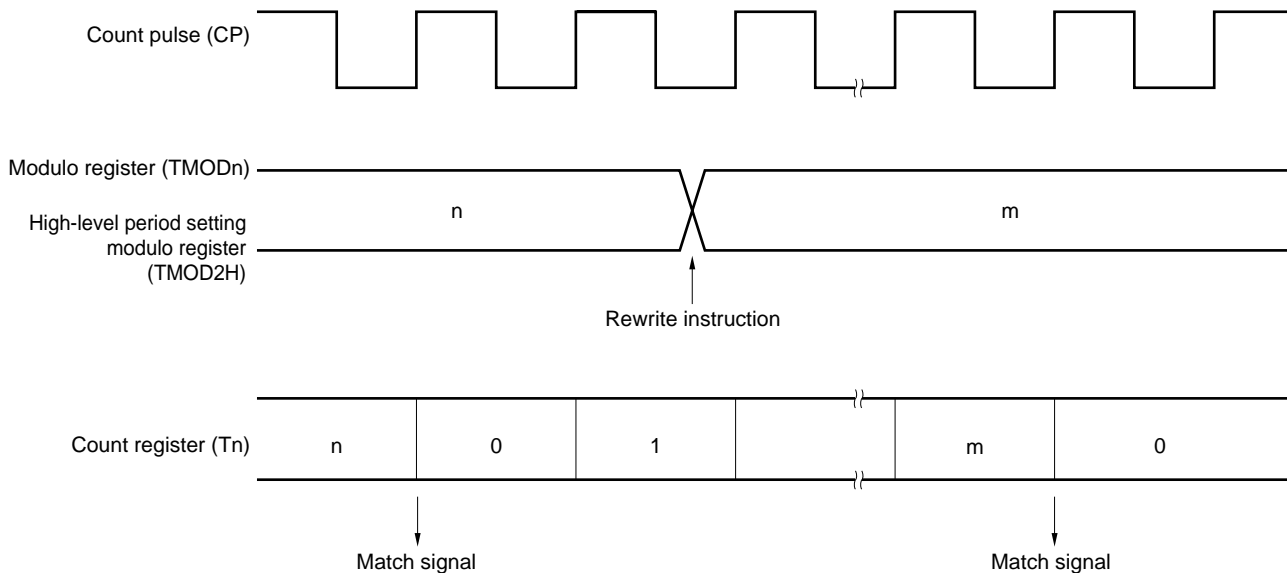 Count pulse (CP)
Modulo register (TMODn)
n
m
High-level period setting
modulo register
(TMOD2H)
Rewrite instruction
Count register (Tn)
n
0
1
m
0
Match signal
Match signal